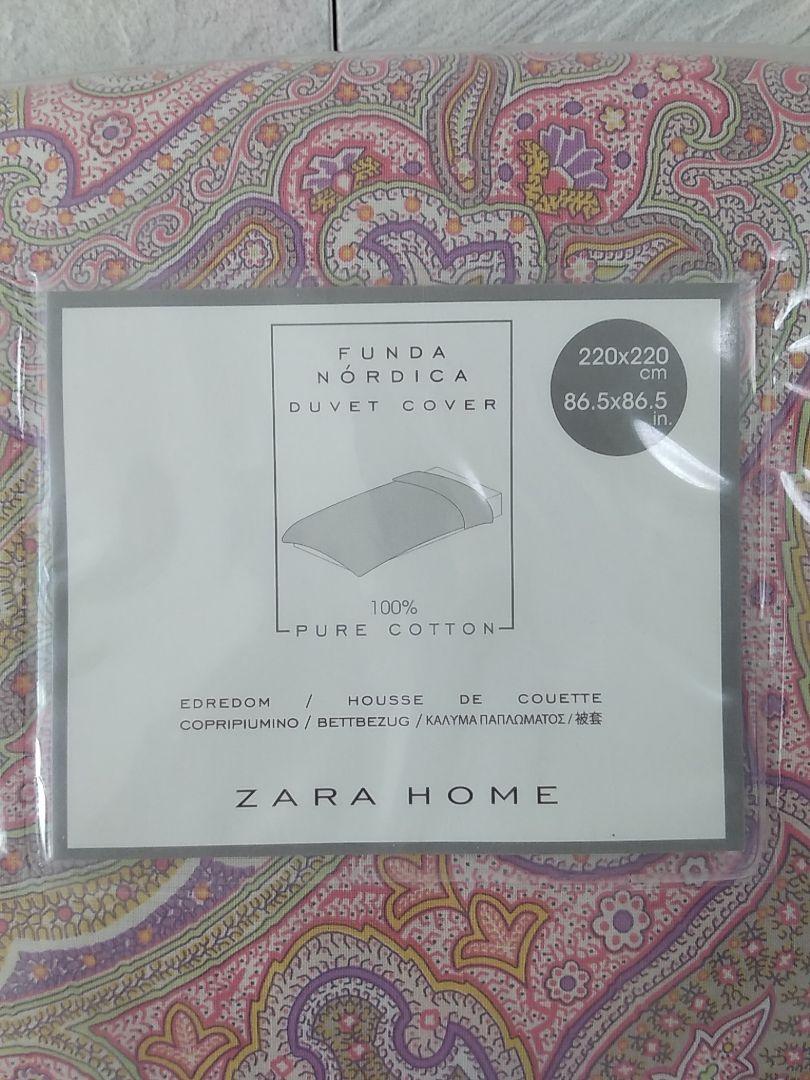 FUNDA
NÓRDICA
DUVET COVER
220x220
cm
86.5x86.5
in.
100%
PURE COTTON
EDREDOM / HOUSSE DE COUETTE
COPRIPIUMINO / BETTBEZUG / ΚΑΛΥΜΑ ΠΑΠΛΩΜΑΤΟΣ / 被套
ZARA HOME